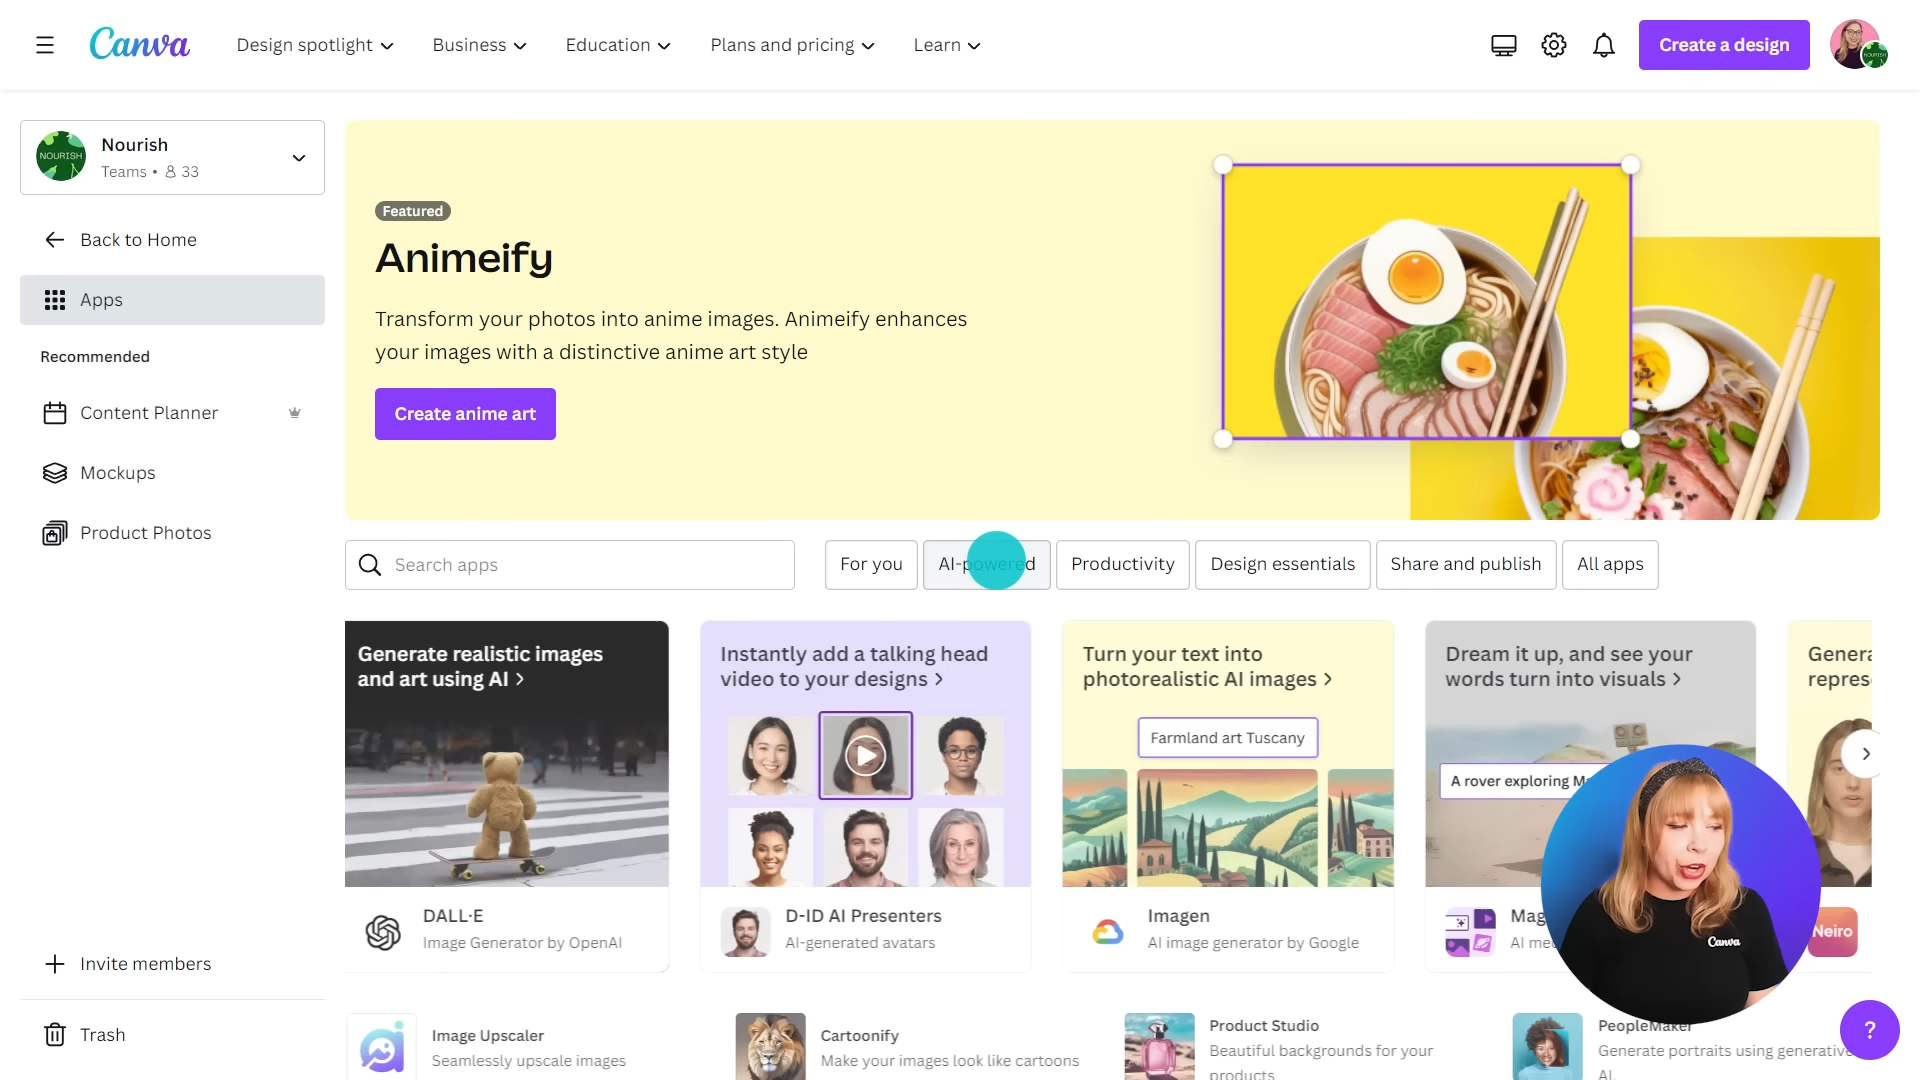 Canva
Design spotlight
Business
Education
Plans and pricing
Learn
Create a design
NOURISH
NOURISH
Nourish
Teams • 33
Back to Home
Apps
Recommended
Content Planner
Mockups
Product Photos
Invite members
Trash
Featured
Animeify
Transform your photos into anime images. Animeify enhances
your images with a distinctive anime art style
Create anime art
Search apps
For you
AI-powered
Productivity
Design essentials
Share and publish
All apps
Generate realistic images
and art using AI >
DALL·E
Image Generator by OpenAI
Instantly add a talking head
video to your designs >
D-ID AI Presenters
AI-generated avatars
Turn your text into
photorealistic AI images >
Farmland art Tuscany
Imagen
AI image generator by Google
Dream it up, and see your
words turn into visuals >
A rover exploring
AI
Neiro
Canva
Image Upscaler
Seamlessly upscale images
Cartoonify
Make your images look like cartoons
Product Studio
Beautiful backgrounds for your
products
PeopleMaker
Generate portraits using generative
AI.
?